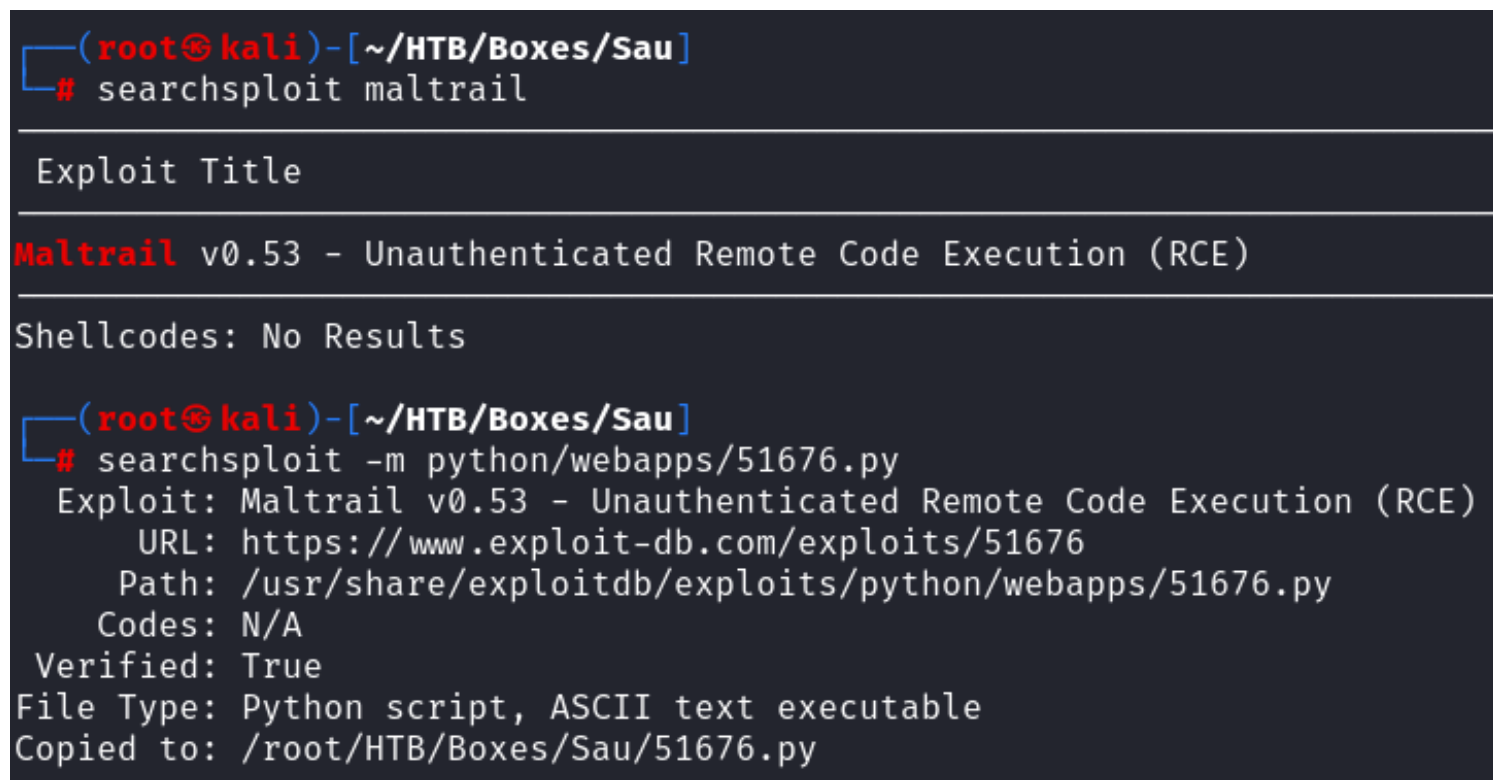 ┌──(root㉿kali)-[~/HTB/Boxes/Sau]
└─# searchsploit maltrail
Exploit Title
Maltrail v0.53 - Unauthenticated Remote Code Execution (RCE)
Shellcodes: No Results
┌──(root㉿kali)-[~/HTB/Boxes/Sau]
└─# searchsploit -m python/webapps/51676.py
Exploit: Maltrail v0.53 - Unauthenticated Remote Code Execution (RCE)
URL: https://www.exploit-db.com/exploits/51676
Path: /usr/share/exploitdb/exploits/python/webapps/51676.py
Codes: N/A
Verified: True
File Type: Python script, ASCII text executable
Copied to: /root/HTB/Boxes/Sau/51676.py